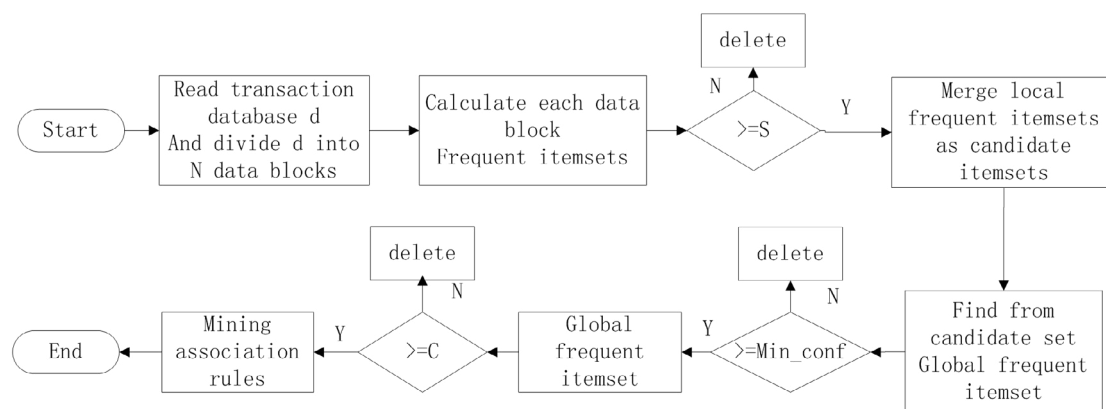 delete
N
Start
Read transaction
database d
And divide d into
N data blocks
Calculate each data
block
Frequent itemsets
>=S
Y
Merge local
frequent itemsets
as candidate
itemsets
delete
N
delete
N
Find from
candidate set
Global frequent
itemset
>=Min_conf
Y
Global
frequent
itemset
>=C
Y
Mining
association
rules
End